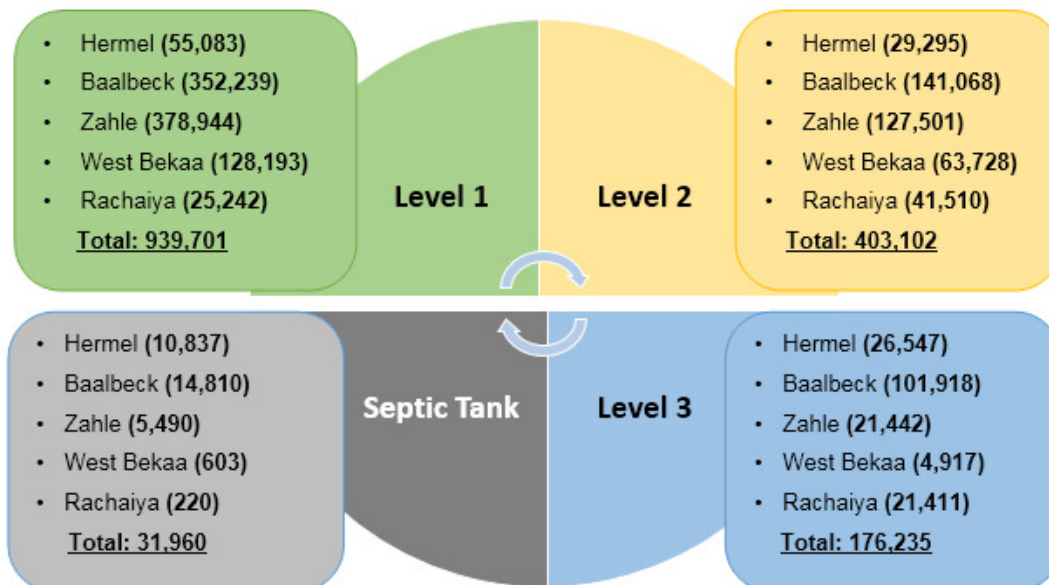 • Hermel (55,083)
• Baalbeck (352,239)
• Zahle (378,944)
• West Bekaa (128,193)
• Rachaiya (25,242)
Total: 939,701
Level 1
Level 2
• Hermel (29,295)
• Baalbeck (141,068)
• Zahle (127,501)
• West Bekaa (63,728)
• Rachaiya (41,510)
Total: 403,102
• Hermel (10,837)
• Baalbeck (14,810)
• Zahle (5,490)
• West Bekaa (603)
• Rachaiya (220)
Total: 31,960
Septic Tank
Level 3
• Hermel (26,547)
• Baalbeck (101,918)
• Zahle (21,442)
• West Bekaa (4,917)
• Rachaiya (21,411)
Total: 176,235